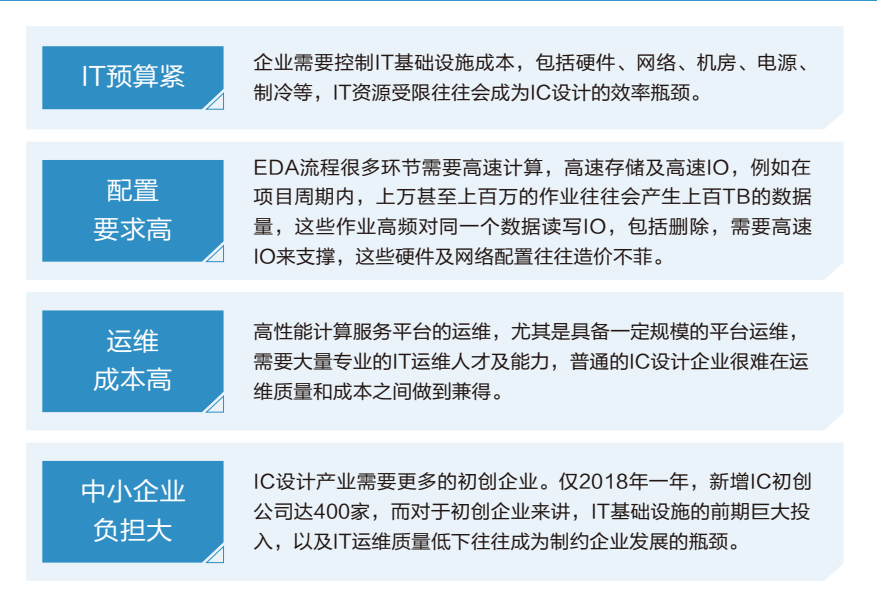 IT预算紧
企业需要控制IT基础设施成本，包括硬件、网络、机房、电源、
制冷等，IT资源受限往往会成为IC设计的效率瓶颈。
配置
要求高
EDA流程很多环节需要高速计算，高速存储及高速IO，例如在
项目周期内，上万甚至上百万的作业往往会产生上百TB的数据
量，这些作业高频对同一个数据读写IO，包括删除，需要高速
IO来支撑，这些硬件及网络配置往往造价不菲。
运维
成本高
高性能计算服务平台的运维，尤其是具备一定规模的平台运维，
需要大量专业的IT运维人才及能力，普通的IC设计企业很难在运
维质量和成本之间做到兼得。
中小企业
负担大
IC设计产业需要更多的初创企业。仅2018年一年，新增IC初创
公司达400家，而对于初创企业来讲，IT基础设施的前期巨大投
入，以及IT运维质量低下往往成为制约企业发展的瓶颈。